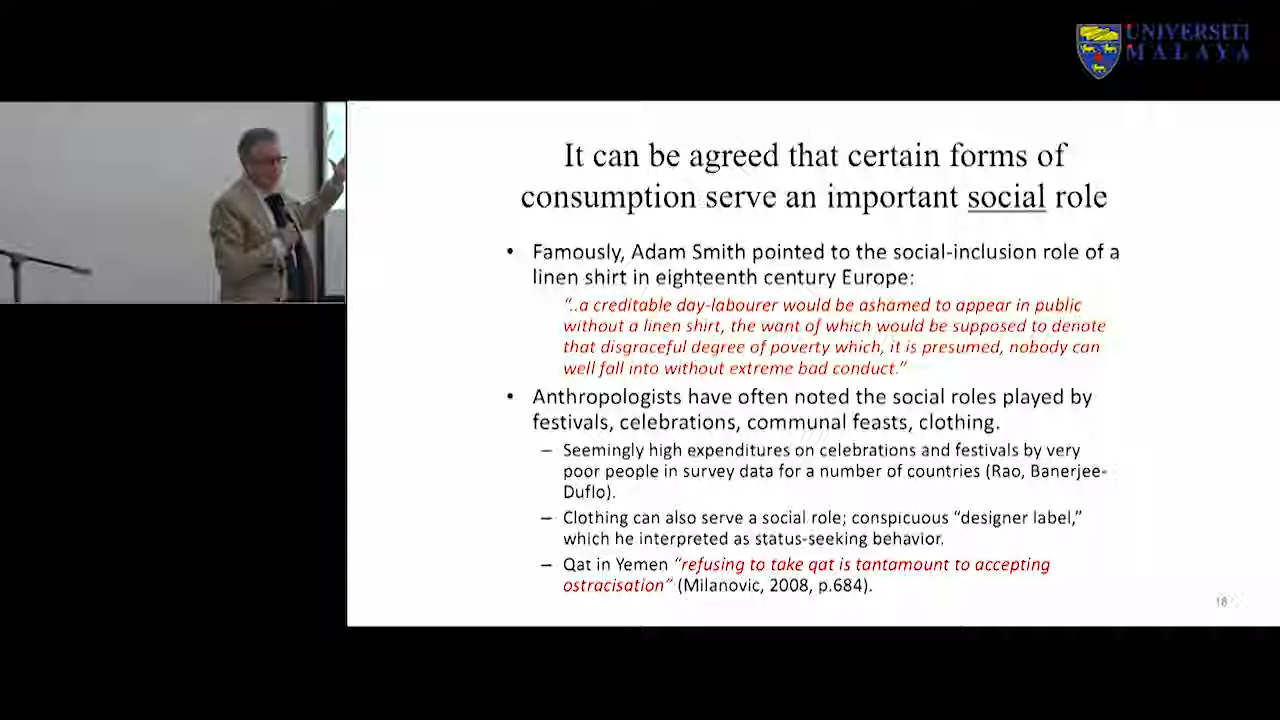 UNIVERSITI
MALAYA
It can be agreed that certain forms of
consumption serve an important social role
• Famously, Adam Smith pointed to the social-inclusion role of a
linen shirt in eighteenth century Europe:
“..a creditable day-labourer would be ashamed to appear in public
without a linen shirt, the want of which would be supposed to denote
that disgraceful degree of poverty which, it is presumed, nobody can
well fall into without extreme bad conduct.”
• Anthropologists have often noted the social roles played by
festivals, celebrations, communal feasts, clothing.
– Seemingly high expenditures on celebrations and festivals by very
poor people in survey data for a number of countries (Rao, Banerjee-
Duflo).
– Clothing can also serve a social role; conspicuous “designer label,”
which he interpreted as status-seeking behavior.
– Qat in Yemen “refusing to take qat is tantamount to accepting
ostracisation” (Milanovic, 2008, p.684).
18